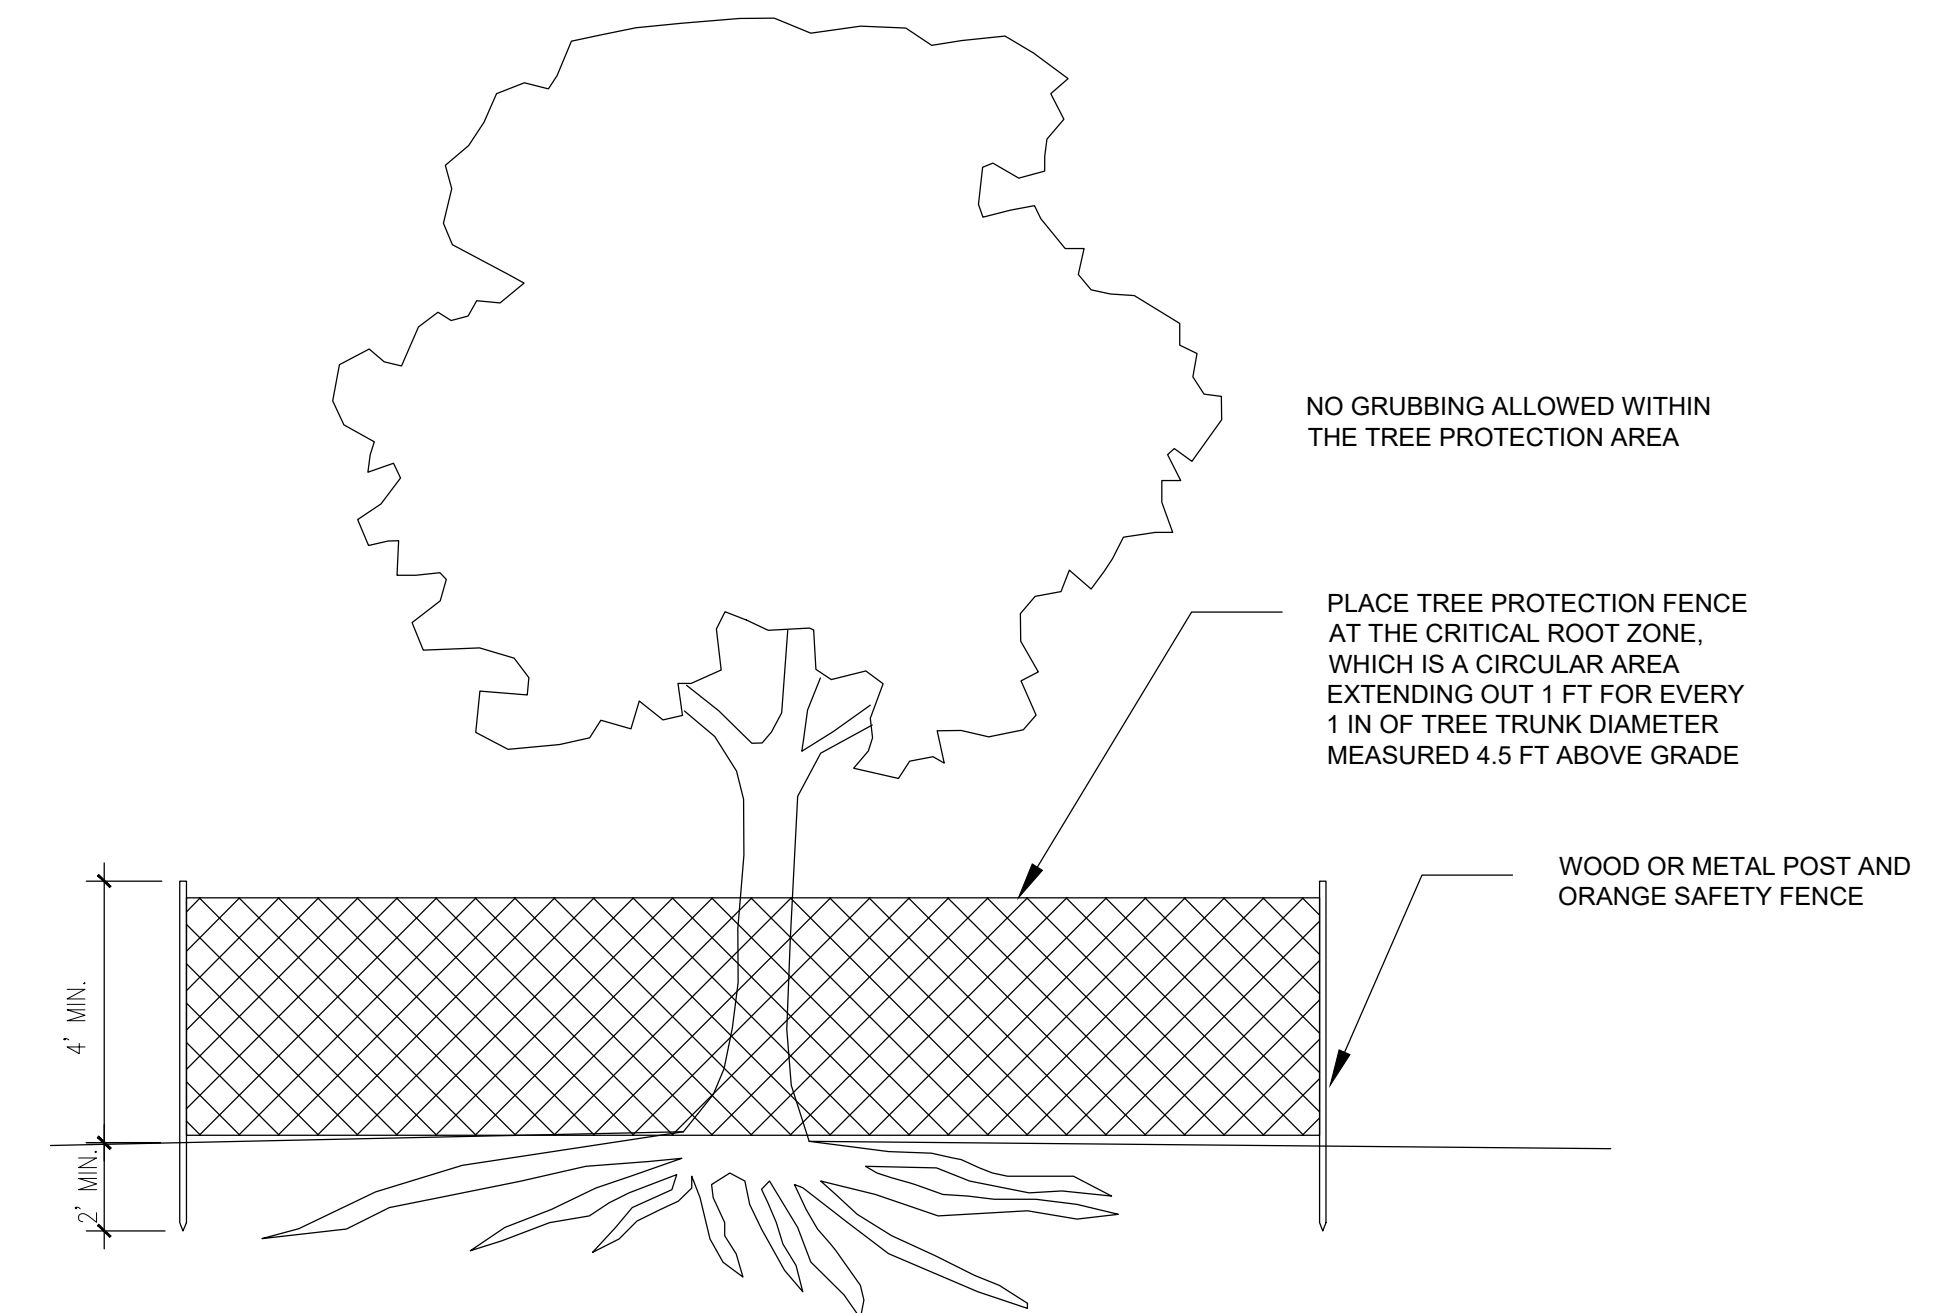 NO GRUBBING ALLOWED WITHIN
THE TREE PROTECTION AREA
PLACE TREE PROTECTION FENCE
AT THE CRITICAL ROOT ZONE,
WHICH IS A CIRCULAR AREA
EXTENDING OUT 1 FT FOR EVERY
1 IN OF TREE TRUNK DIAMETER
MEASURED 4.5 FT ABOVE GRADE
WOOD OR METAL POST AND
ORANGE SAFETY FENCE
4' MIN.
2' MIN.